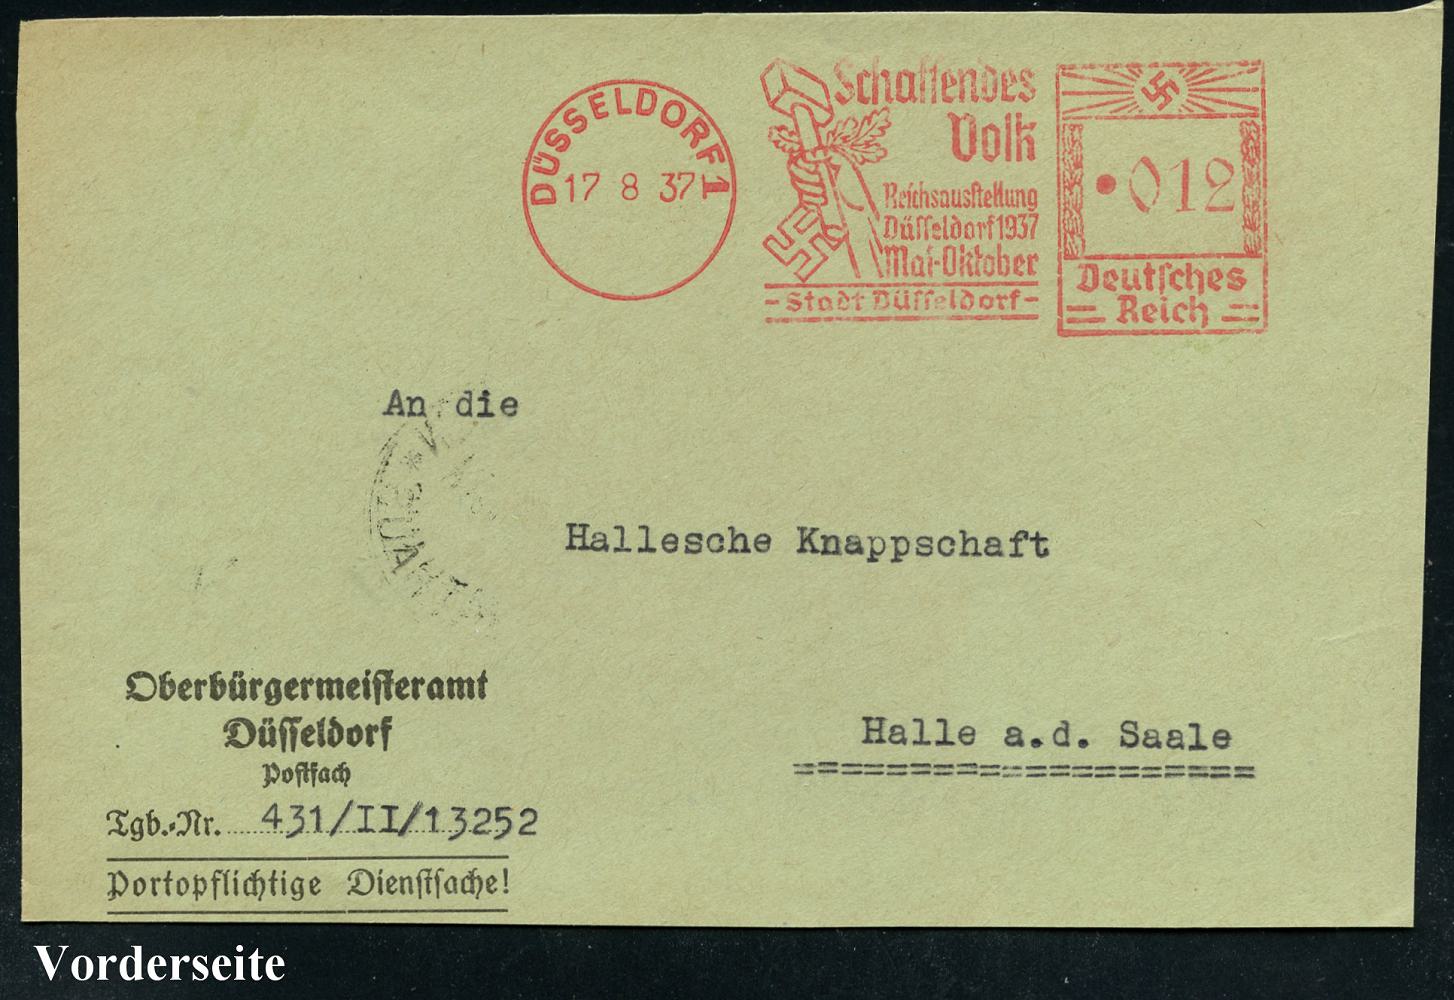 DÜSSELDORF 1
17 8 37
Schaffendes
Volk
Reichsausstellung
Düsseldorf 1937
Mai-Oktober
-Stadt Düsseldorf-
012
Deutsches
Reich
An die
Hallesche Knappschaft
Halle a.d. Saale
Oberbürgermeisteramt
Düsseldorf
Postfach
Tgb.-Nr. 431/II/13252
Portopflichtige Dienstsache!
Vorderseite